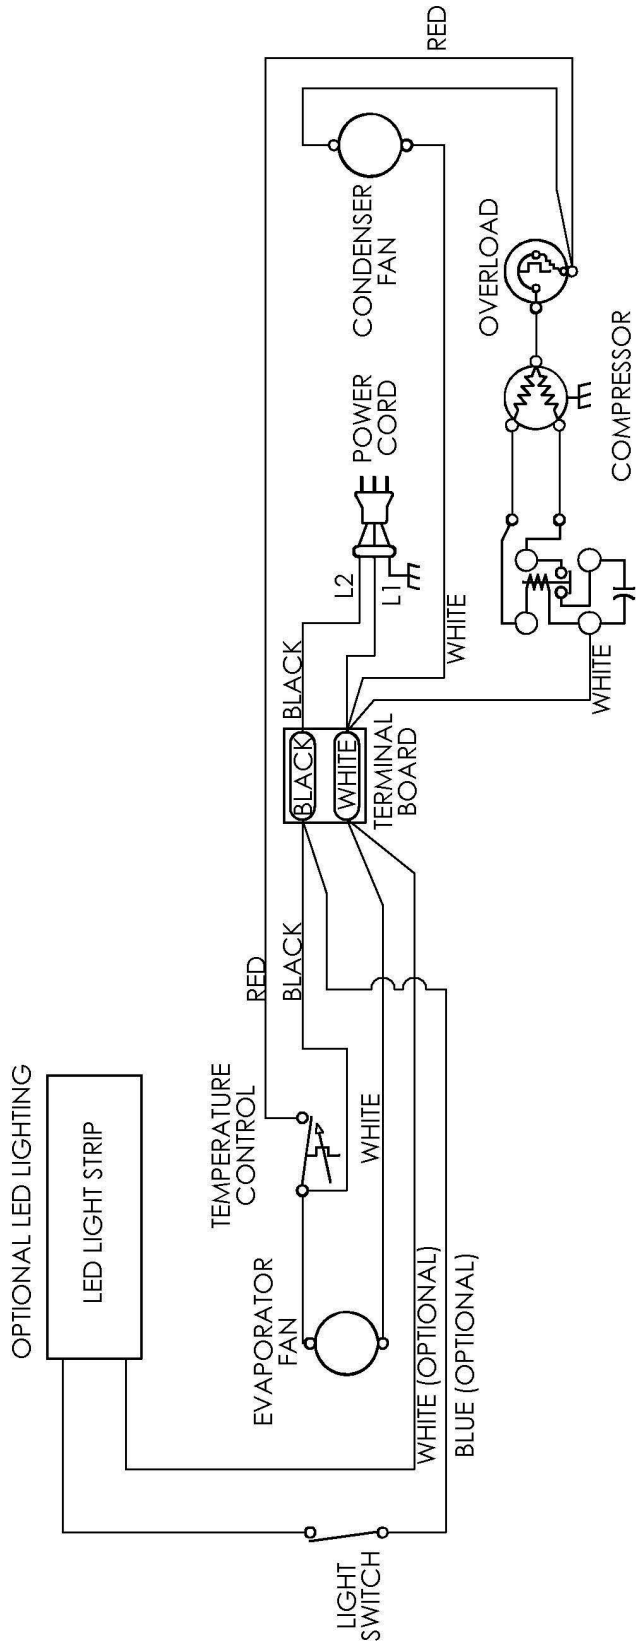 OPTIONAL LED LIGHTING
LED LIGHT STRIP
LIGHT
SWITCH
EVAPORATOR
FAN
TEMPERATURE
CONTROL
RED
BLACK
WHITE
WHITE (OPTIONAL)
BLUE (OPTIONAL)
BLACK
WHITE
TERMINAL
BOARD
BLACK
L2
L1
POWER
CORD
WHITE
WHITE
CONDENSER
FAN
OVERLOAD
COMPRESSOR
RED